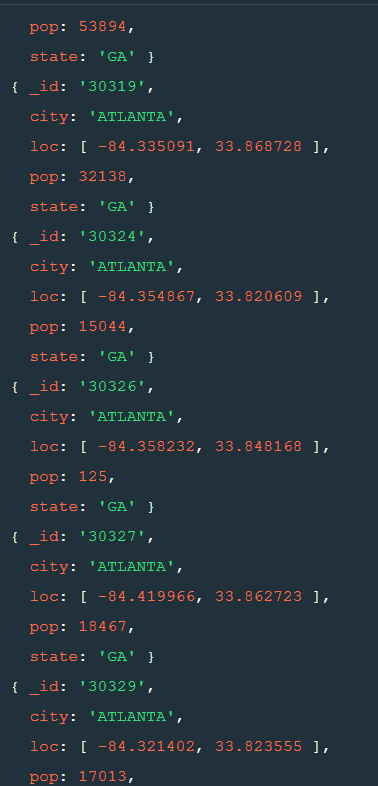 pop: 53894,
state: 'GA' }
{ _id: '30319',
city: 'ATLANTA',
loc: [ -84.335091, 33.868728 ],
pop: 32138,
state: 'GA' }
{ _id: '30324',
city: 'ATLANTA',
loc: [ -84.354867, 33.820609 ],
pop: 15044,
state: 'GA' }
{ _id: '30326',
city: 'ATLANTA',
loc: [ -84.358232, 33.848168 ],
pop: 125,
state: 'GA' }
{ _id: '30327',
city: 'ATLANTA',
loc: [ -84.419966, 33.862723 ],
pop: 18467,
state: 'GA' }
{ _id: '30329',
city: 'ATLANTA',
loc: [ -84.321402, 33.823555 ],
pop: 17013,